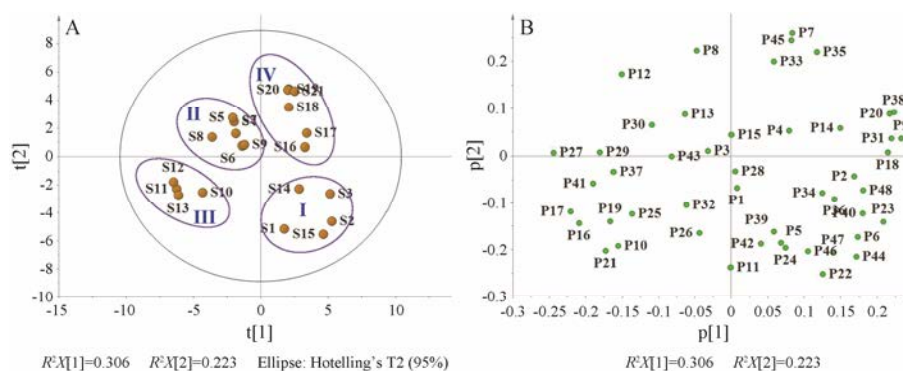 A
B
t[2]
8
6
4
2
0
-2
-4
-6
-8
-10
-15
-10
-5
0
5
10
15
t[1]
IV
S20
S19
S21
S18
S17
S16
II
S5
S8
S6
S9
III
S12
S11
S13
S10
I
S14
S3
S2
S1
S15
R²X[1]=0.306 R²X[2]=0.223 Ellipse: Hotelling's T2 (95%)
p[2]
0.2
0.1
0
-0.1
-0.2
-0.3
-0.3
-0.25
-0.2
-0.15
-0.1
-0.05
0
0.05
0.1
0.15
0.2
p[1]
P7
P45
P35
P8
P33
P12
P38
P20
P13
P30
P15
P4
P14
P31
P27
P29
P43
P3
P18
P37
P28
P2
P41
P1
P34
P48
P32
P40
P23
P17
P19
P25
P16
P26
P39
P5
P47
P6
P10
P42
P46
P21
P24
P44
P11
P22
R²X[1]=0.306 R²X[2]=0.223